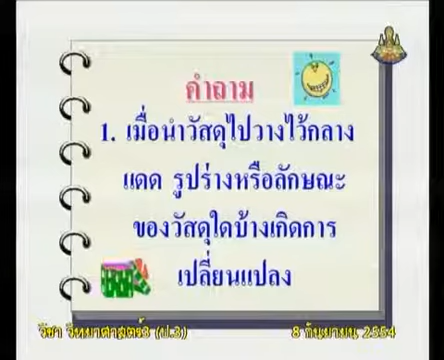 คำถาม
1. เมื่อนำวัสดุไปวางไว้กลาง
แดด รูปร่างหรือลักษณะ
ของวัสดุใดบ้างเกิดการ
เปลี่ยนแปลง
วิชา วิทยาศาสตร์3 (ป.3)
8 กันยายน 2554